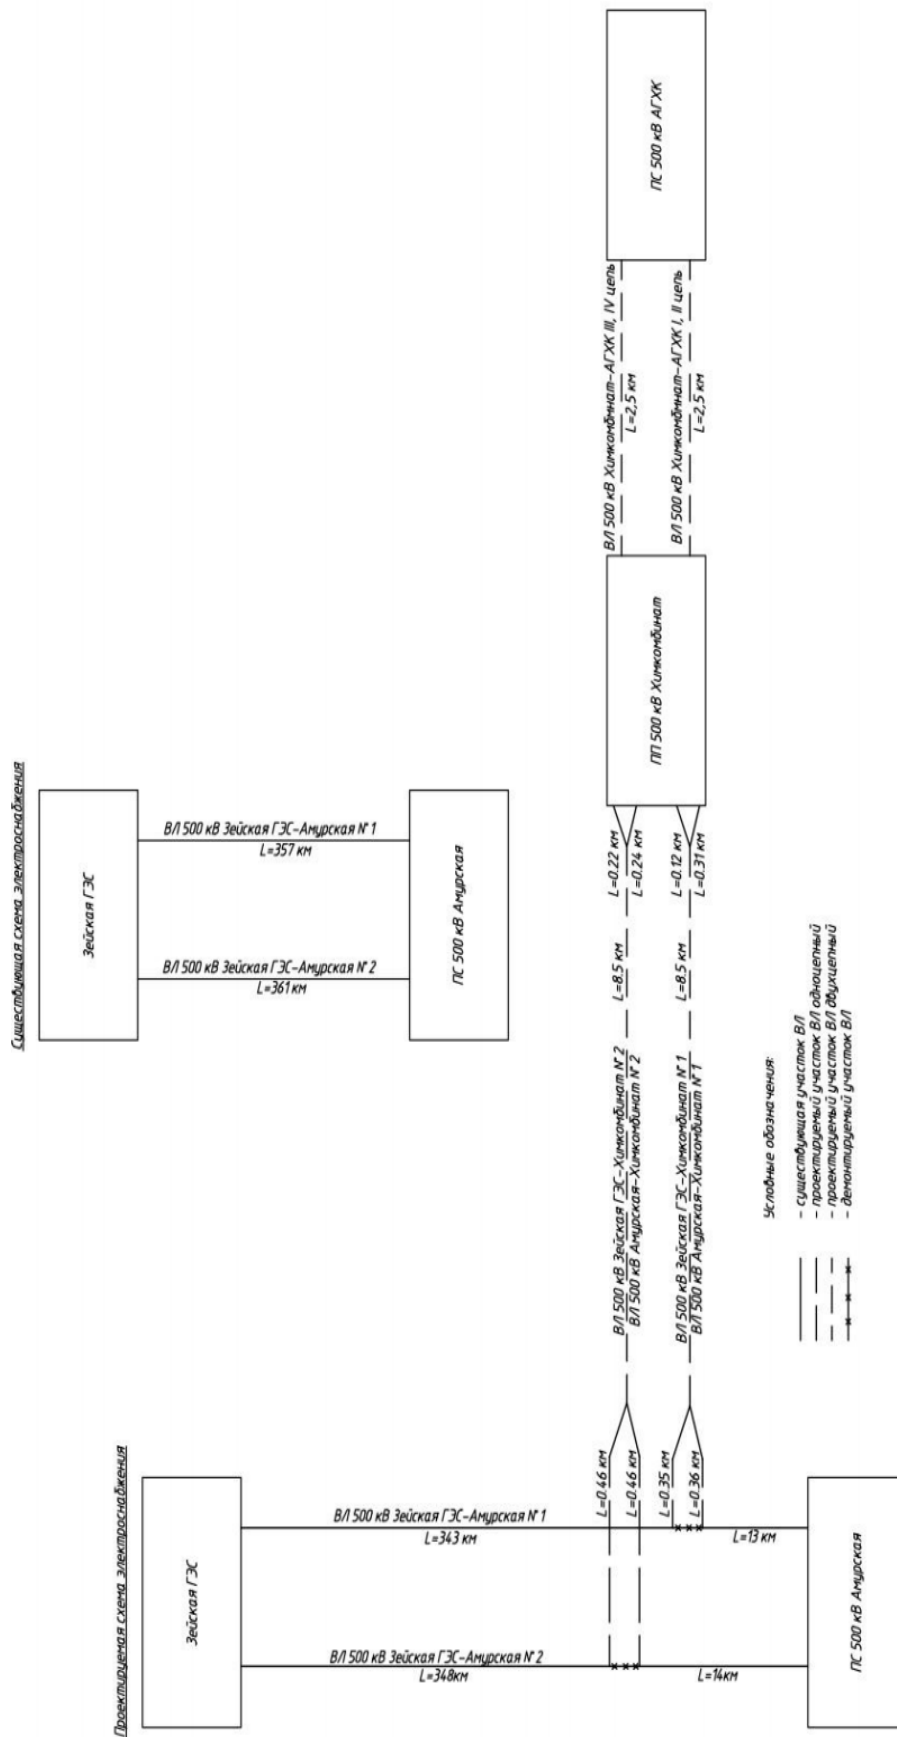 Существующая схема электроснабжения
Зейская ГЭС
ВЛ 500 кВ Зейская ГЭС-Амурская №1
L=357 км
ВЛ 500 кВ Зейская ГЭС-Амурская №2
L=361 км
ПС 500 кВ Амурская
Проектируемая схема электроснабжения
Зейская ГЭС
ВЛ 500 кВ Зейская ГЭС-Амурская №1
L=343 км
ВЛ 500 кВ Зейская ГЭС-Амурская №2
L=348км
L=13 км
L=14км
ПС 500 кВ Амурская
L=0.46 км
L=0.46 км
L=0.35 км
L=0.36 км
ВЛ 500 кВ Зейская ГЭС-Химкомбинат №2
ВЛ 500 кВ Амурская-Химкомбинат №2
L=8.5 км
ВЛ 500 кВ Зейская ГЭС-Химкомбинат №1
ВЛ 500 кВ Амурская-Химкомбинат №1
L=8.5 км
L=0.22 км
L=0.24 км
L=0.12 км
L=0.31 км
ПП 500 кВ Химкомбинат
ВЛ 500 кВ Химкомбинат-АГХК III, IV цепь
L=2,5 км
ВЛ 500 кВ Химкомбинат-АГХК I, II цепь
L=2,5 км
ПС 500 кВ АГХК
Условные обозначения:
- существующая участок ВЛ
- проектируемый участок ВЛ одноцепный
- проектируемый участок ВЛ двухцепный
- демонтируемый участок ВЛ